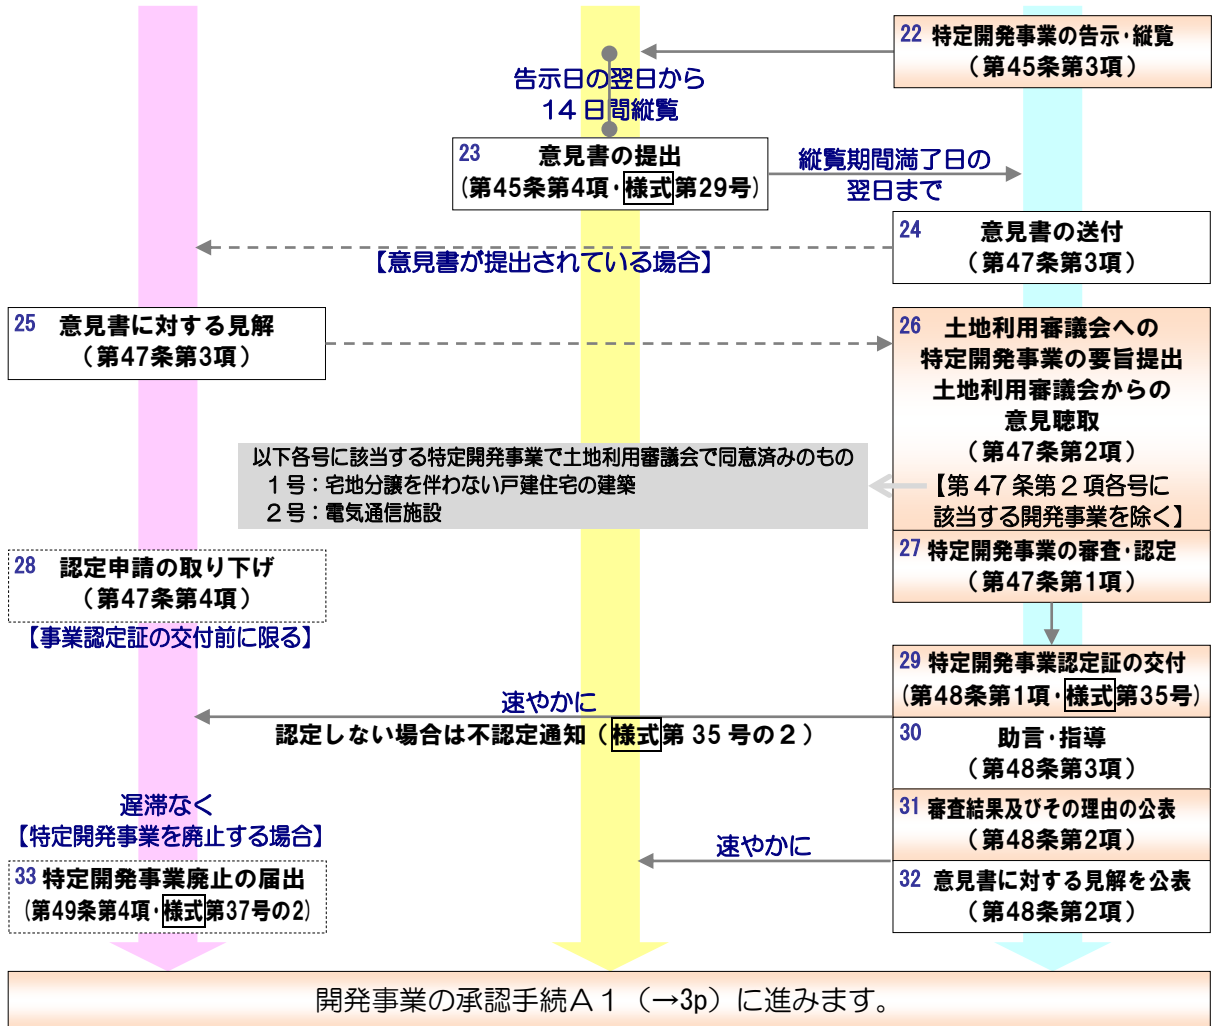 22 特定開発事業の告示・縦覧
（第45条第3項）
告示日の翌日から
14日間縦覧
23 意見書の提出
(第45条第4項・様式第29号)
縦覧期間満了日の
翌日まで
24 意見書の送付
（第47条第3項）
【意見書が提出されている場合】
25 意見書に対する見解
（第47条第3項）
26 土地利用審議会への
特定開発事業の要旨提出
土地利用審議会からの
意見聴取
（第47条第2項）
【第47条第2項各号に
該当する開発事業を除く】
以下各号に該当する特定開発事業で土地利用審議会で同意済みのもの
1号：宅地分譲を伴わない戸建住宅の建築
2号：電気通信施設
27 特定開発事業の審査・認定
（第47条第1項）
28 認定申請の取り下げ
（第47条第4項）
【事業認定証の交付前に限る】
29 特定開発事業認定証の交付
(第48条第1項・様式第35号)
速やかに
認定しない場合は不認定通知（様式第35号の2）
30 助言・指導
（第48条第3項）
31 審査結果及びその理由の公表
（第48条第2項）
速やかに
32 意見書に対する見解を公表
（第48条第2項）
遅滞なく
【特定開発事業を廃止する場合】
33 特定開発事業廃止の届出
(第49条第4項・様式第37号の2)
開発事業の承認手続A1（→3p）に進みます。